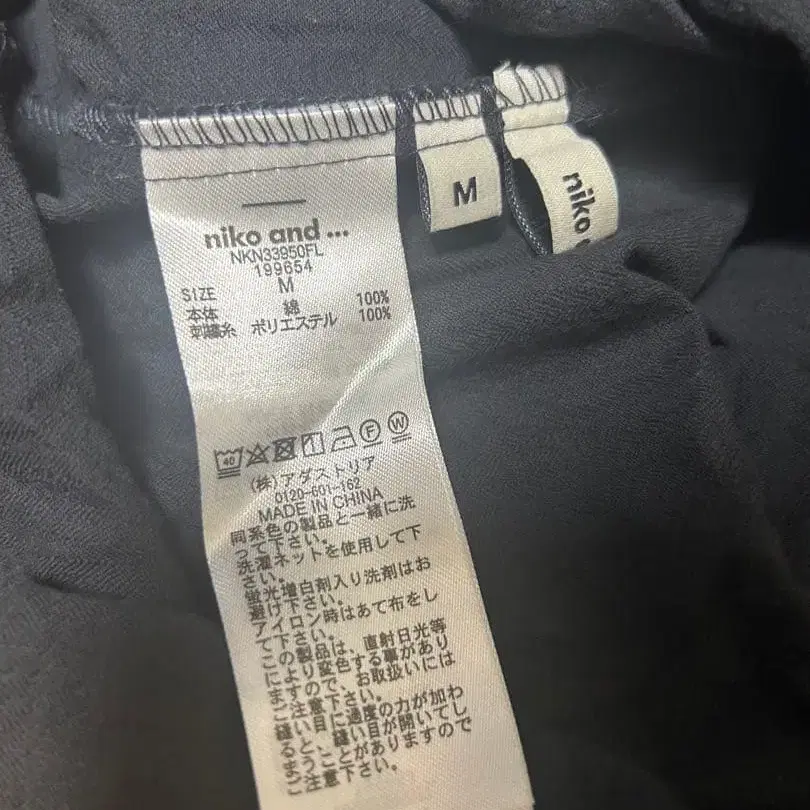 niko and ...
NKN33950FL
199654
SIZE M
本体 綿 100%
刺繍糸 ポリエステル 100%
40 F W
(株)アダストリア
0120-601-162
MADE IN CHINA
同系色の製品と一緒に洗
って下さい。
洗濯ネットを使用して下
さい。
蛍光増白剤入り洗剤はお
避け下さい。
アイロン時はあて布をし
て下さい。
この製品は、直射日光等
により変色する事があり
ますので、お取扱いには
ご注意下さい。
縫い目に過度の力が加わ
ると、縫い目が開いてし
まうことがありますので
ご注意下さい。
M
niko